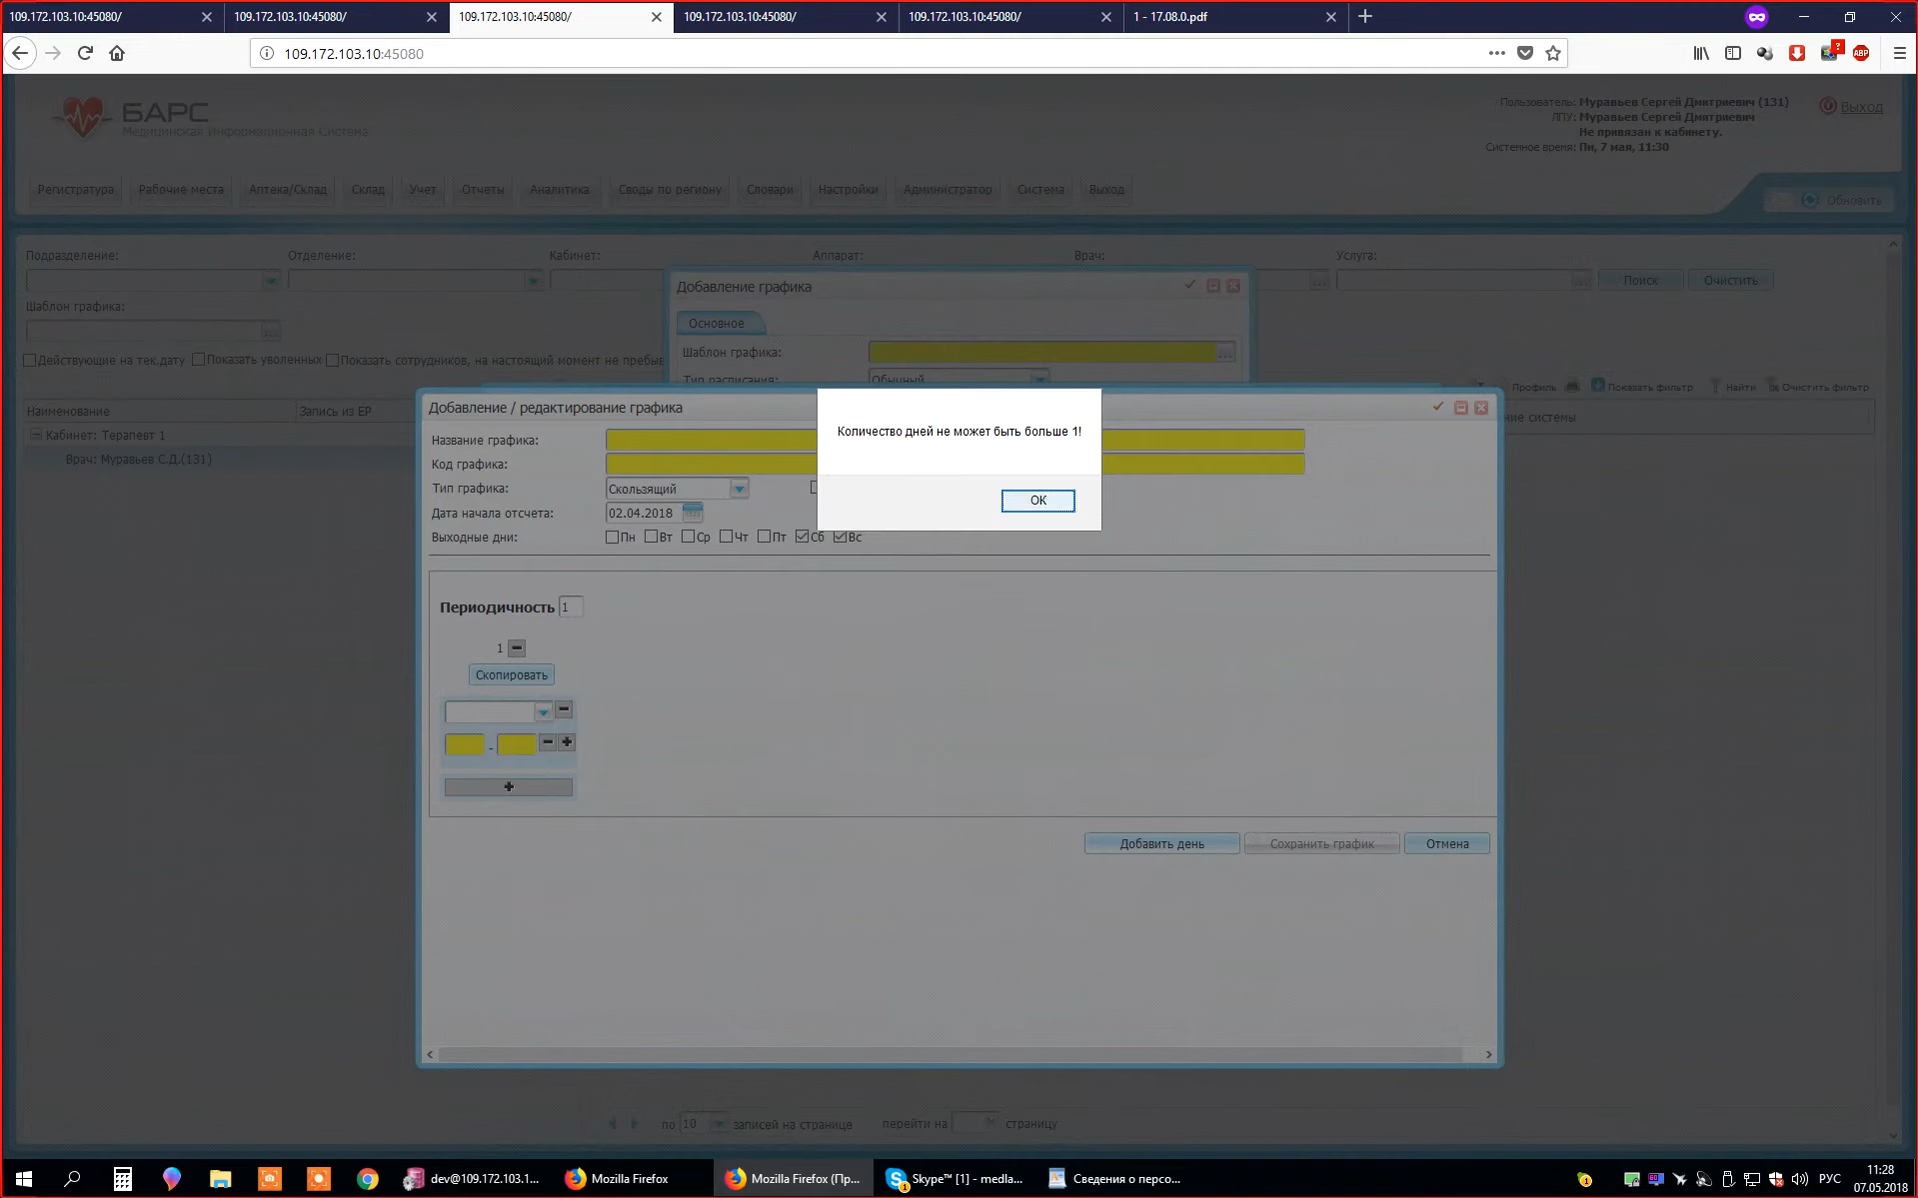 109.172.103.10:45080/
109.172.103.10:45080/
109.172.103.10:45080/
109.172.103.10:45080/
109.172.103.10:45080/
1 - 17.08.0.pdf
109.172.103.10:45080
ABP
БАРС
Медицинская Информационная Система
Пользователь: Муравьев Сергей Дмитриевич (131)
ЛПУ: Муравьев Сергей Дмитриевич
Не привязан к кабинету.
Системное время: Пн, 7 мая, 11:30
Выход
Регистратура Рабочие места Аптека/Склад Склад Учет Отчеты Аналитика Своды по региону Словари Настройки Администратор Система Выход
Обновить
Подразделение: Отделение: Кабинет: Аппарат: Врач: Услуга:
Поиск Очистить
Шаблон графика:
Действующие на тек.дату Показать уволенных Показать сотрудников, на настоящий момент не пребыв
Добавление графика
Основное
Шаблон графика:
Тип расписания: Обычный
Профиль Показать фильтр Найти Очистить фильтр
Наименование Запись из ЕР
ние системы
Кабинет: Терапевт 1
Врач: Муравьев С.Д.(131)
Добавление / редактирование графика
Название графика:
Код графика:
Тип графика: Скользящий
Дата начала отсчета: 02.04.2018
Выходные дни: Пн Вт Ср Чт Пт Сб Вс
Количество дней не может быть больше 1!
OK
Периодичность 1
1
Скопировать
-
Добавить день Сохранить график Отмена
по 10 записей на странице перейти на страницу
dev@109.172.103.1...
Mozilla Firefox
Mozilla Firefox (Пр...
Skype™ [1] - medla...
Сведения о персо...
РУС
11:28
07.05.2018